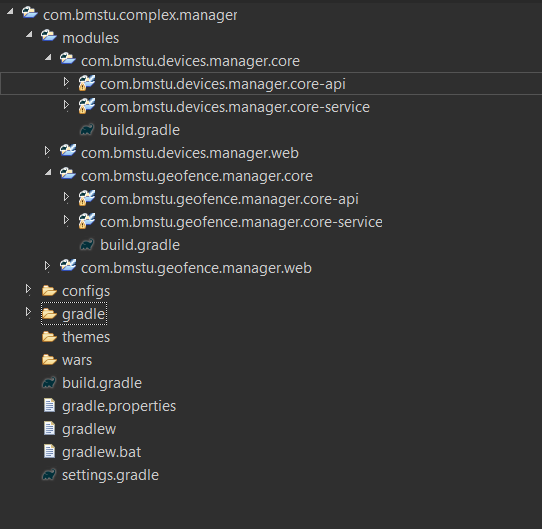 com.bmstu.complex.manager
modules
com.bmstu.devices.manager.core
com.bmstu.devices.manager.core-api
com.bmstu.devices.manager.core-service
build.gradle
com.bmstu.devices.manager.web
com.bmstu.geofence.manager.core
com.bmstu.geofence.manager.core-api
com.bmstu.geofence.manager.core-service
build.gradle
com.bmstu.geofence.manager.web
configs
gradle
themes
wars
build.gradle
gradle.properties
gradlew
gradlew.bat
settings.gradle